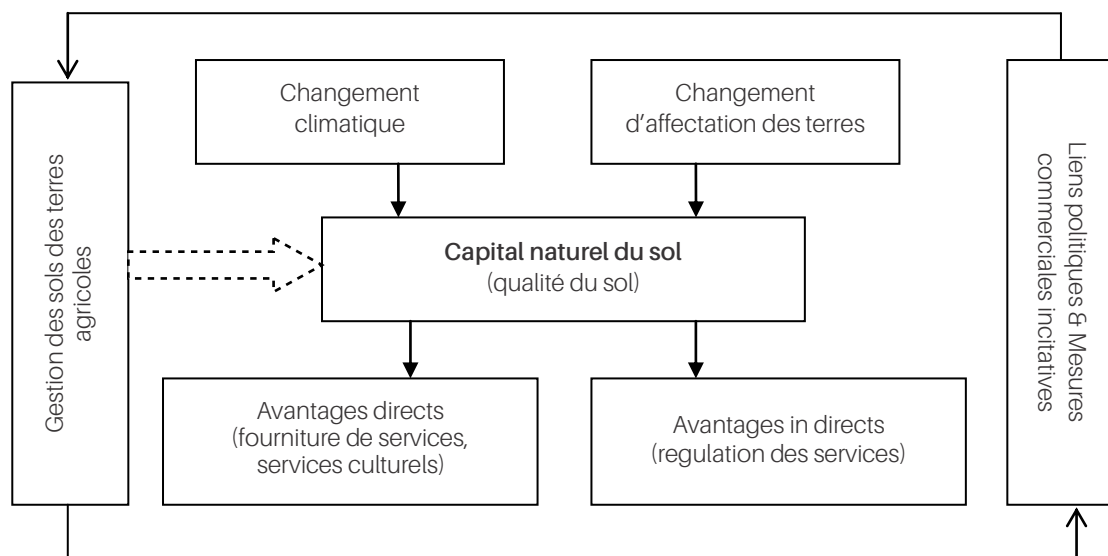 Gestion des sols des terres
agricoles
Changement
climatique
Changement
d’affectation des terres
Capital naturel du sol
(qualité du sol)
Avantages directs
(fourniture de services,
services culturels)
Avantages in directs
(regulation des services)
Liens politiques & Mesures
commerciales incitatives